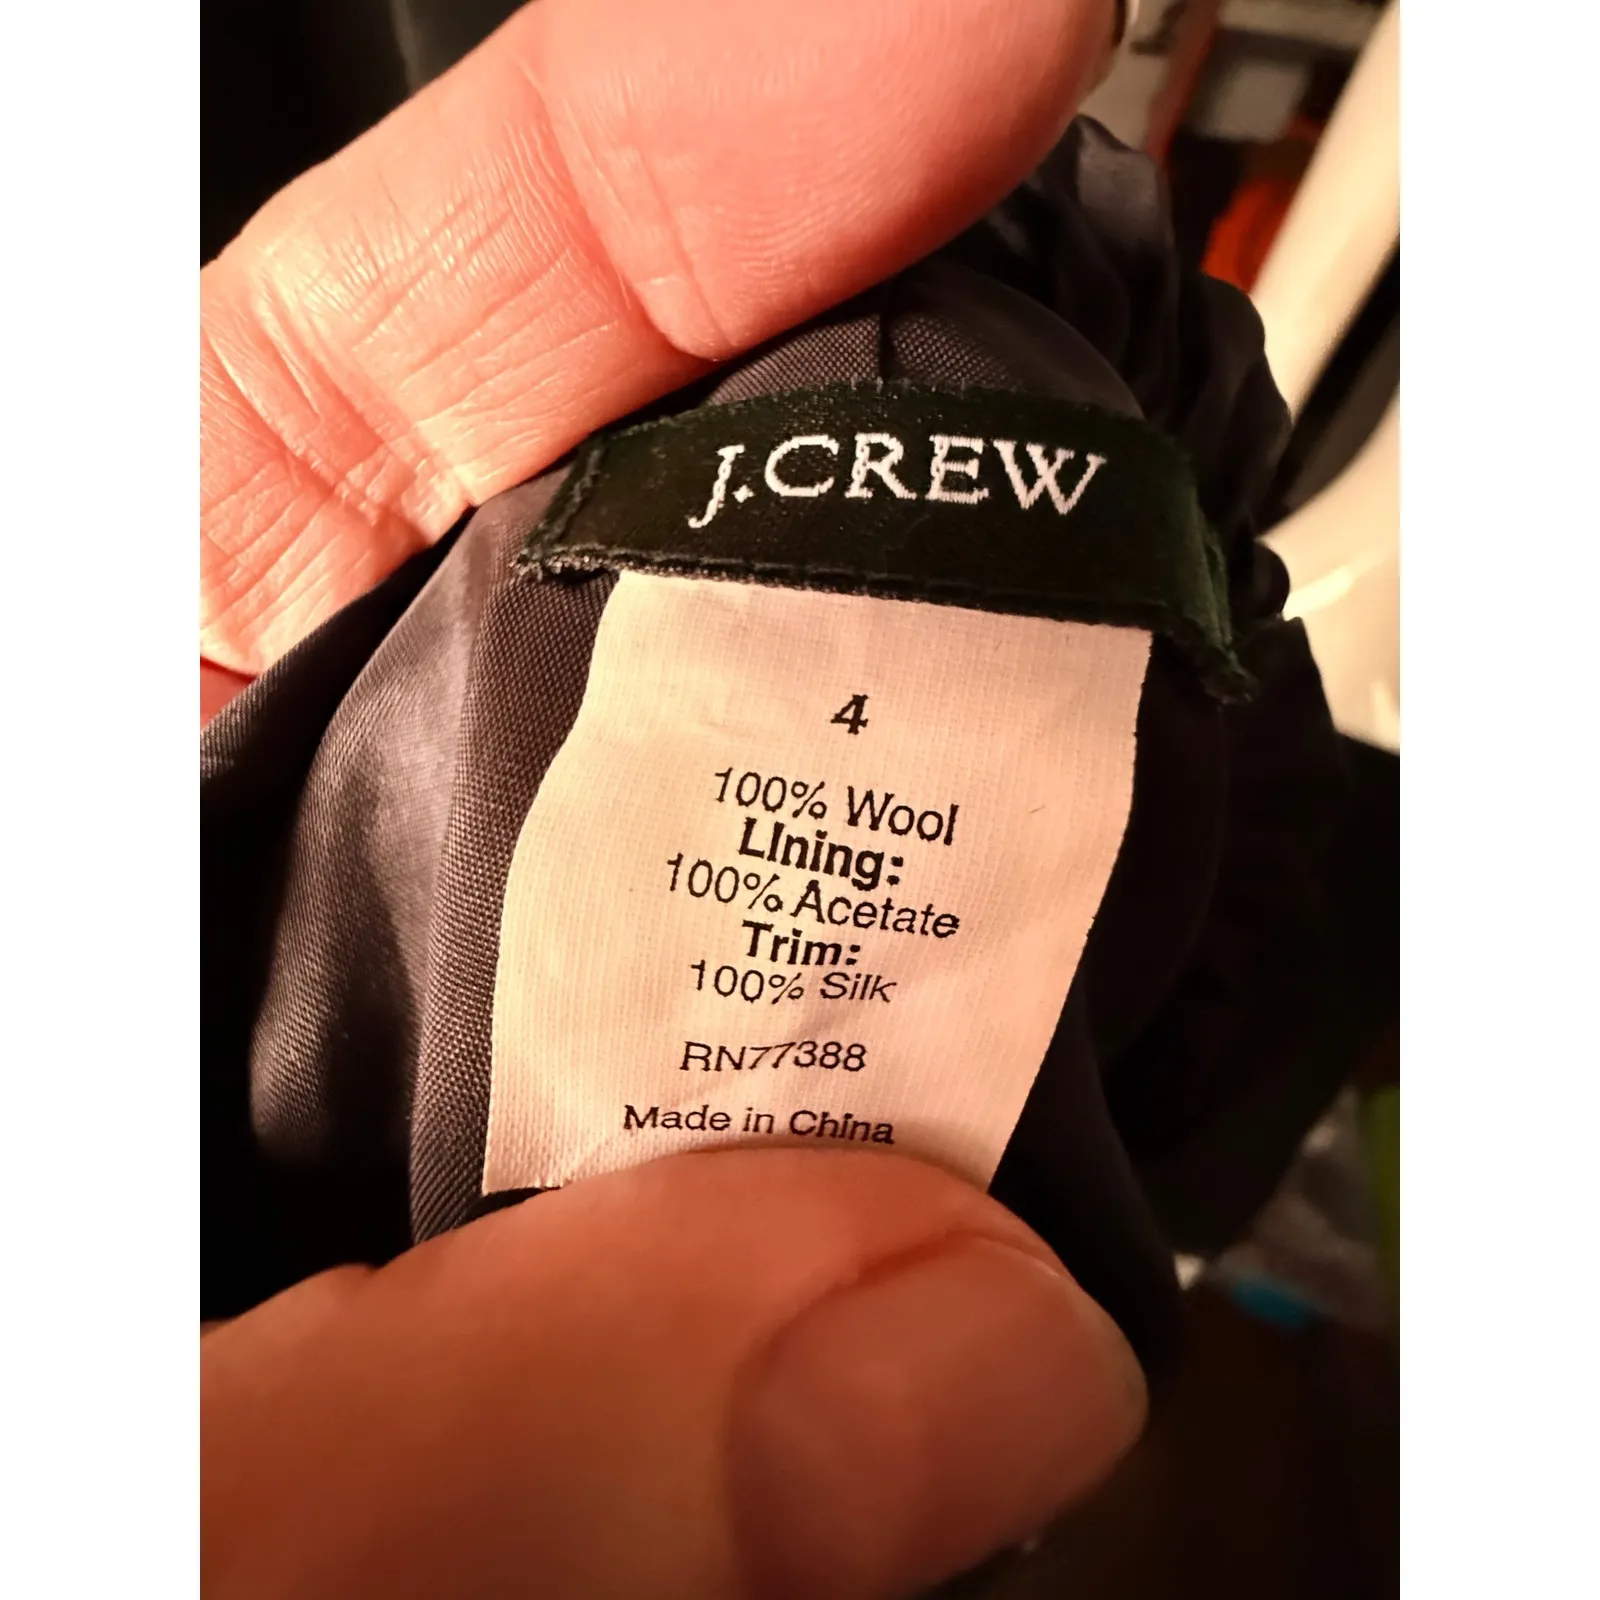 J.CREW
4
100% Wool
LIning:
100% Acetate
Trim:
100% Silk
RN77388
Made in China